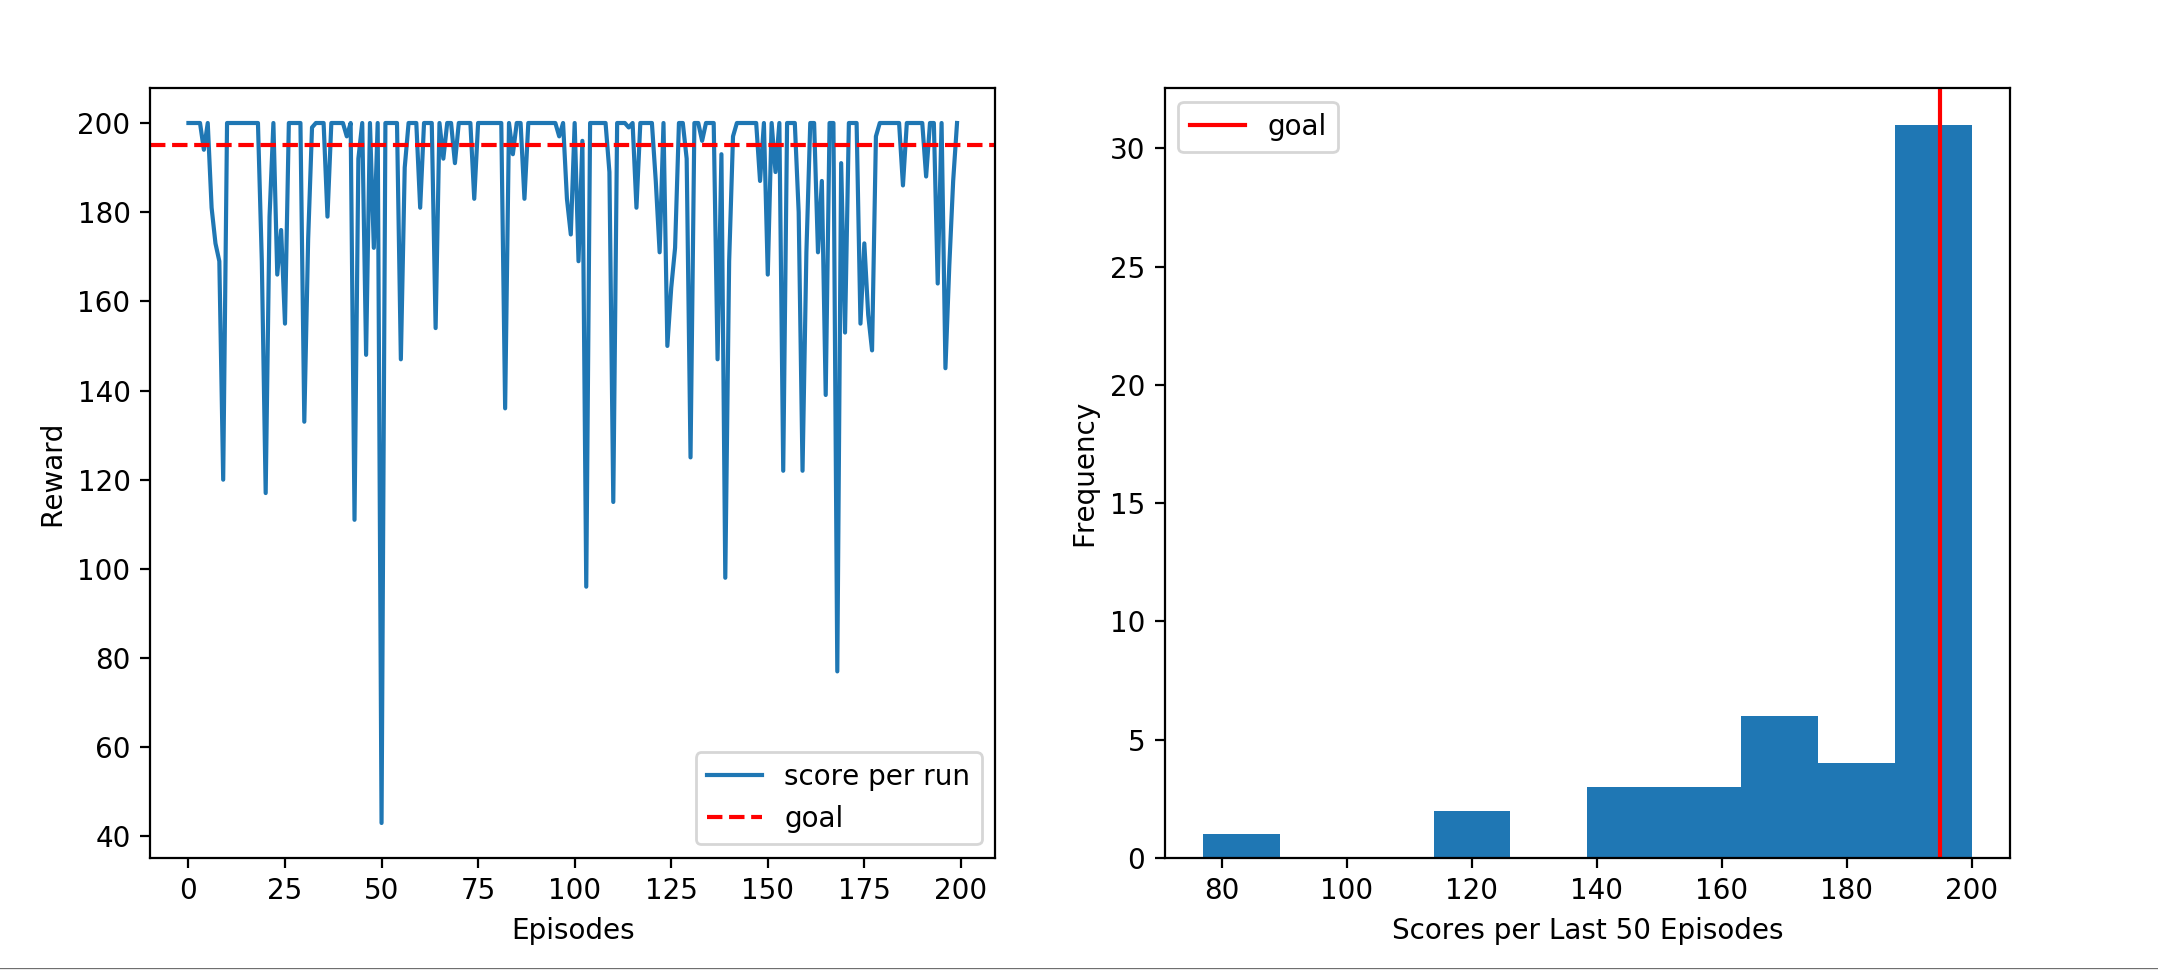 200
180
160
140
120
100
80
60
40
Reward
score per run
goal
0 25 50 75 100 125 150 175 200
Episodes
goal
30
25
20
15
10
5
0
Frequency
80 100 120 140 160 180 200
Scores per Last 50 Episodes